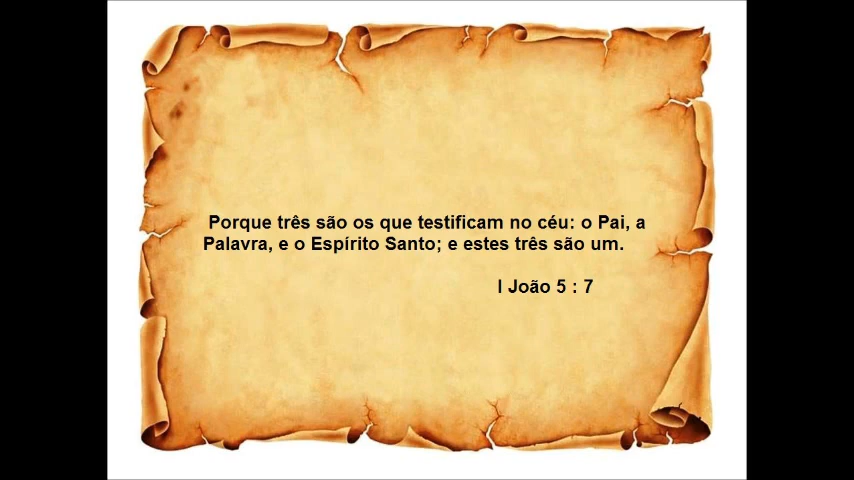 Porque três são os que testificam no céu: o Pai, a
Palavra, e o Espírito Santo; e estes três são um.
I João 5 : 7